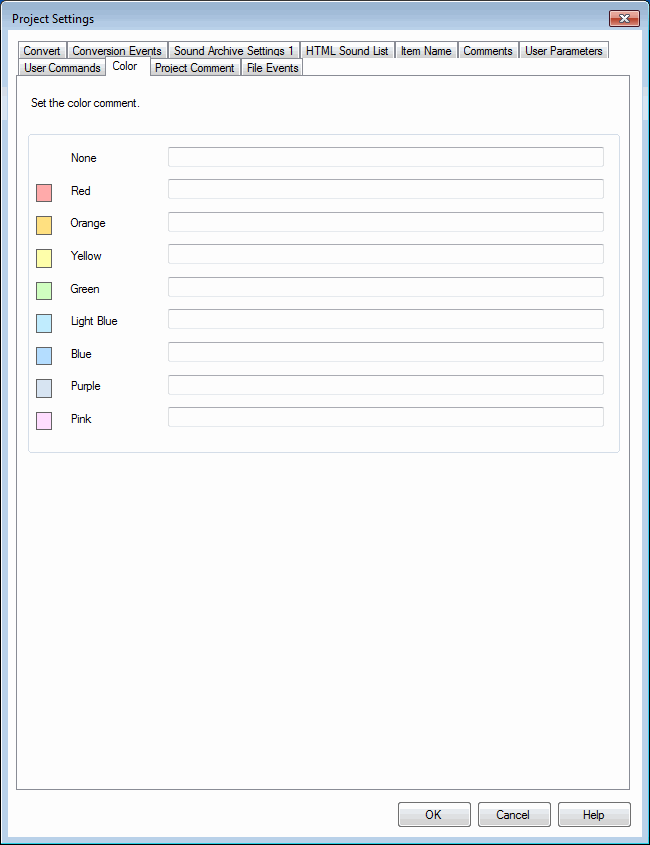 Project Settings
Convert Conversion Events Sound Archive Settings 1 HTML Sound List Item Name Comments User Parameters
User Commands Color Project Comment File Events
Set the color comment.
None
Red
Orange
Yellow
Green
Light Blue
Blue
Purple
Pink
OK Cancel Help